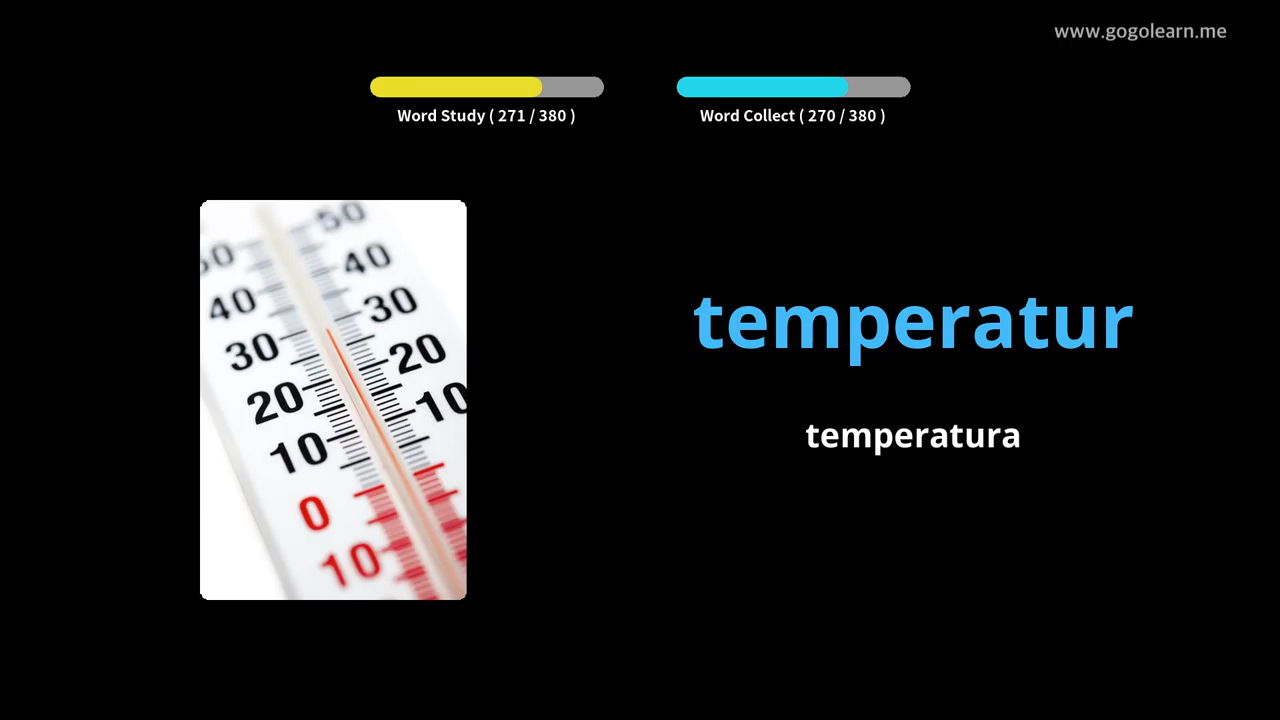 www.gogolearn.me
Word Study ( 271 / 380 )
Word Collect ( 270 / 380 )
50
50
40
40
30
30
20
20
10
10
0
10
temperatur
temperatura